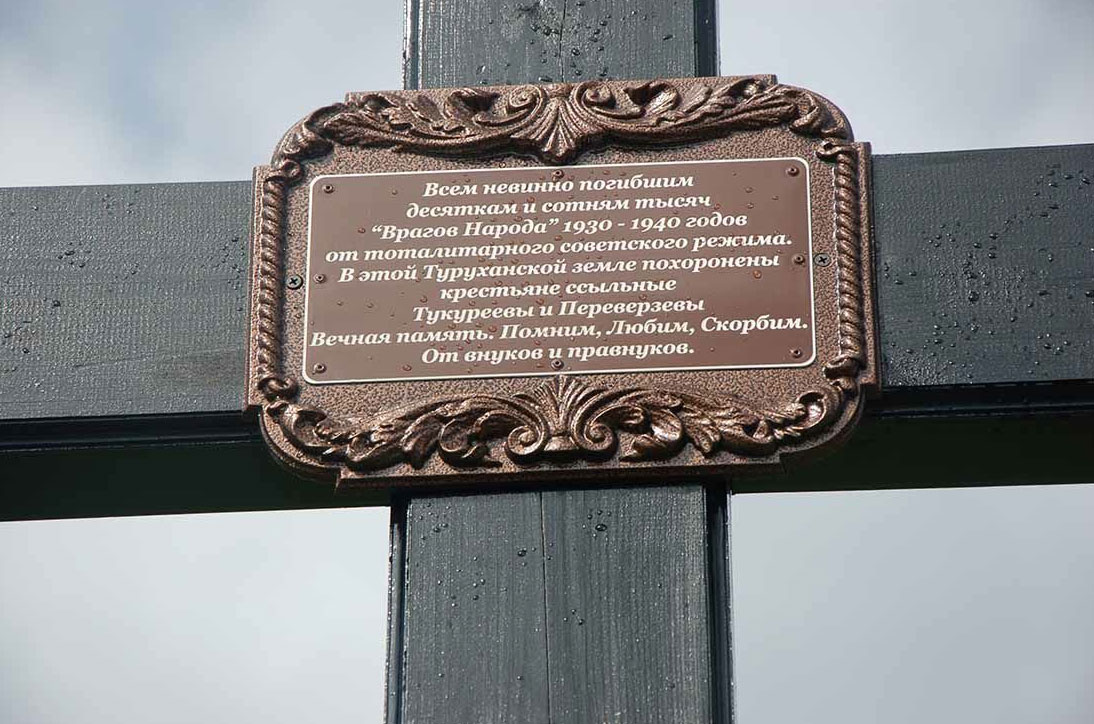 Всем невинно погибшим
десяткам и сотням тысяч
“Врагов Народа” 1930 - 1940 годов
от тоталитарного советского режима.
В этой Туруханской земле похоронены
крестьяне ссыльные
Тукуреевы и Переверзевы
Вечная память. Помним, Любим, Скорбим.
От внуков и правнуков.